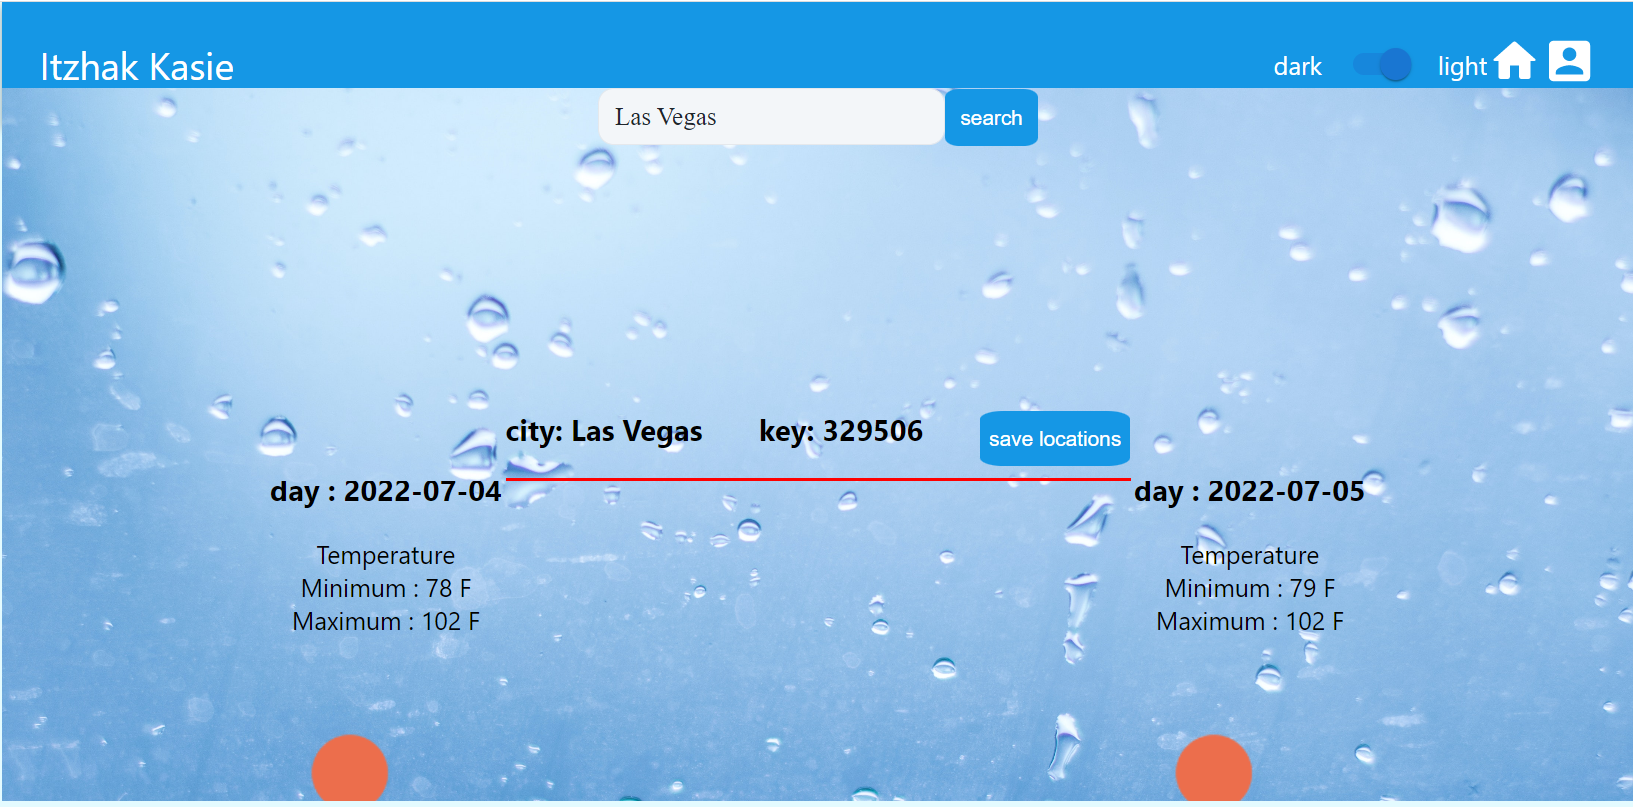 Itzhak Kasie
dark light
Las Vegas search
city: Las Vegas key: 329506 save locations
day : 2022-07-04
Temperature
Minimum : 78 F
Maximum : 102 F
day : 2022-07-05
Temperature
Minimum : 79 F
Maximum : 102 F